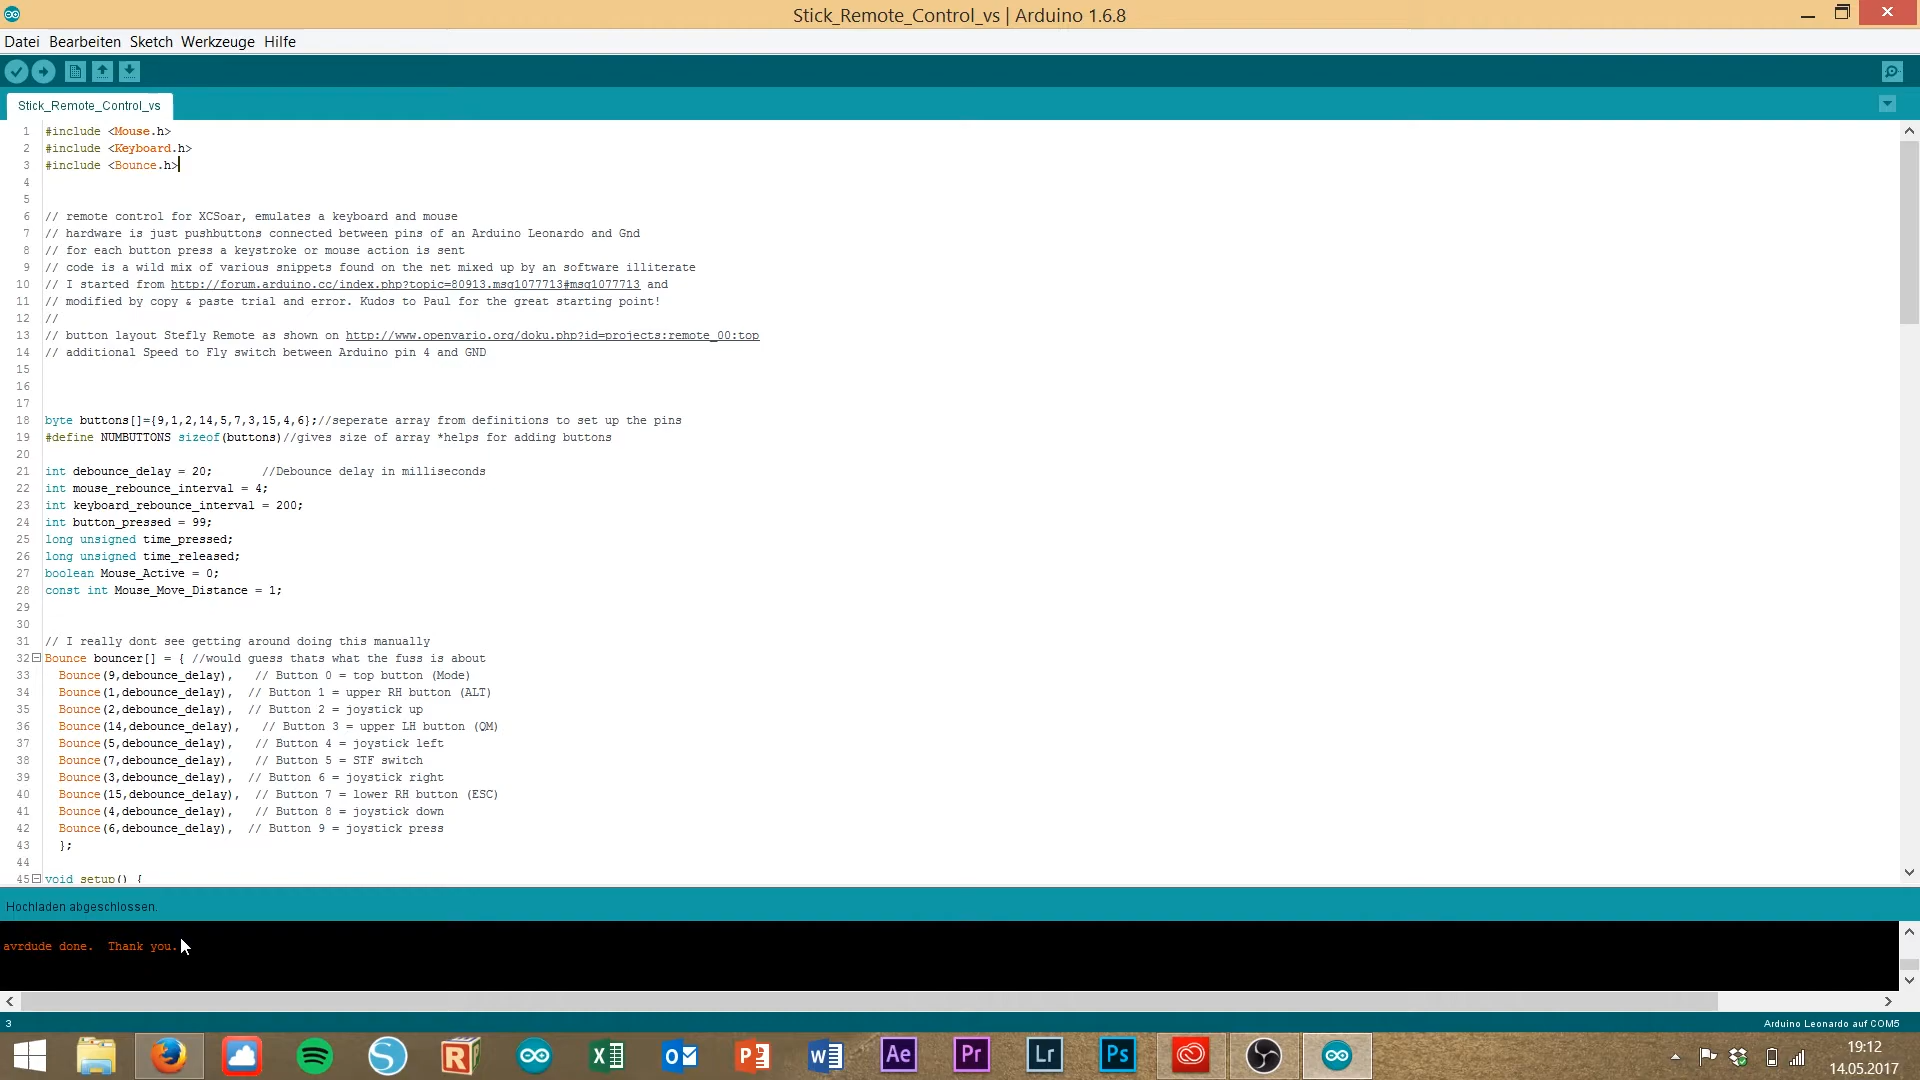 Stick_Remote_Control_vs | Arduino 1.6.8
Datei Bearbeiten Sketch Werkzeuge Hilfe
Stick_Remote_Control_vs
1 #include <Mouse.h>
2 #include <Keyboard.h>
3 #include <Bounce.h>
4
5
6 // remote control for XCSoar, emulates a keyboard and mouse
7 // hardware is just pushbuttons connected between pins of an Arduino Leonardo and Gnd
8 // for each button press a keystroke or mouse action is sent
9 // code is a wild mix of various snippets found on the net mixed up by an software illiterate
10 // I started from http://forum.arduino.cc/index.php?topic=80913.msg1077713#msg1077713 and
11 // modified by copy & paste trial and error. Kudos to Paul for the great starting point!
12 //
13 // button layout Stefly Remote as shown on http://www.openvario.org/doku.php?id=projects:remote_00:top
14 // additional Speed to Fly switch between Arduino pin 4 and GND
15
16
17
18 byte buttons[]={9,1,2,14,5,7,3,15,4,6};//seperate array from definitions to set up the pins
19 #define NUMBUTTONS sizeof(buttons)//gives size of array *helps for adding buttons
20
21 int debounce_delay = 20; //Debounce delay in milliseconds
22 int mouse_rebounce_interval = 4;
23 int keyboard_rebounce_interval = 200;
24 int button_pressed = 99;
25 long unsigned time_pressed;
26 long unsigned time_released;
27 boolean Mouse_Active = 0;
28 const int Mouse_Move_Distance = 1;
29
30
31 // I really dont see getting around doing this manually
32 Bounce bouncer[] = { //would guess thats what the fuss is about
33 Bounce(9,debounce_delay), // Button 0 = top button (Mode)
34 Bounce(1,debounce_delay), // Button 1 = upper RH button (ALT)
35 Bounce(2,debounce_delay), // Button 2 = joystick up
36 Bounce(14,debounce_delay), // Button 3 = upper LH button (QM)
37 Bounce(5,debounce_delay), // Button 4 = joystick left
38 Bounce(7,debounce_delay), // Button 5 = STF switch
39 Bounce(3,debounce_delay), // Button 6 = joystick right
40 Bounce(15,debounce_delay), // Button 7 = lower RH button (ESC)
41 Bounce(4,debounce_delay), // Button 8 = joystick down
42 Bounce(6,debounce_delay), // Button 9 = joystick press
43 };
44
45 void setup() {
Hochladen abgeschlossen.
avrdude done. Thank you.
3 Arduino Leonardo auf COM5
Ae Pr Lr Ps
19:12
14.05.2017